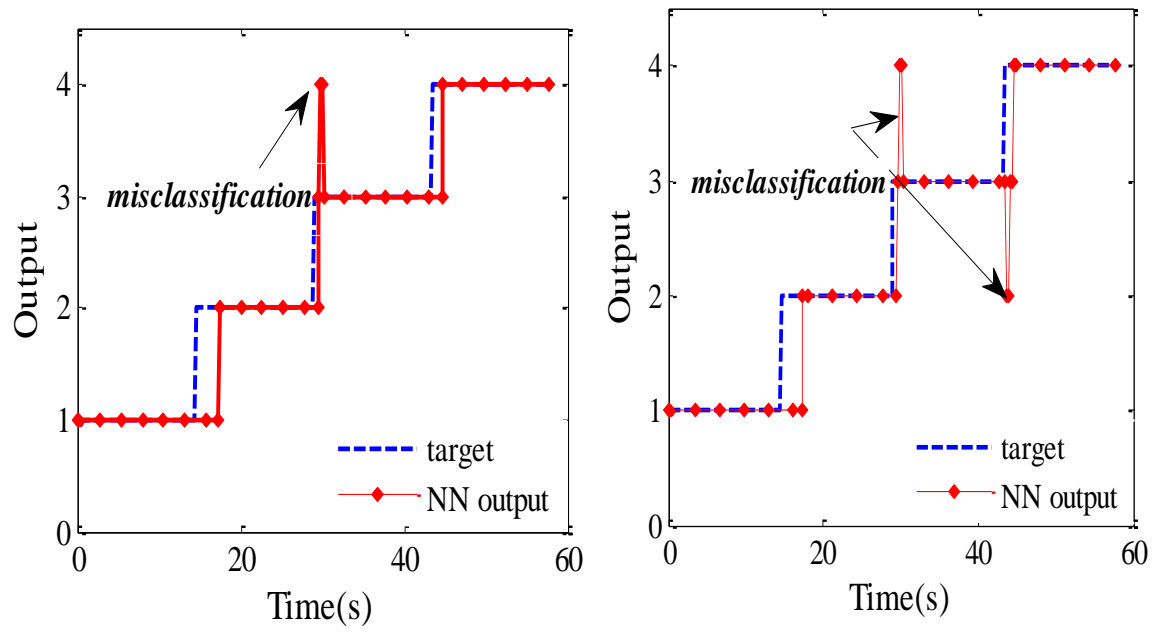 4
3
2
1
0
Output
misclassification
target
NN output
0
20
40
60
Time(s)
4
3
2
1
0
Output
misclassification
target
NN output
0
20
40
60
Time(s)